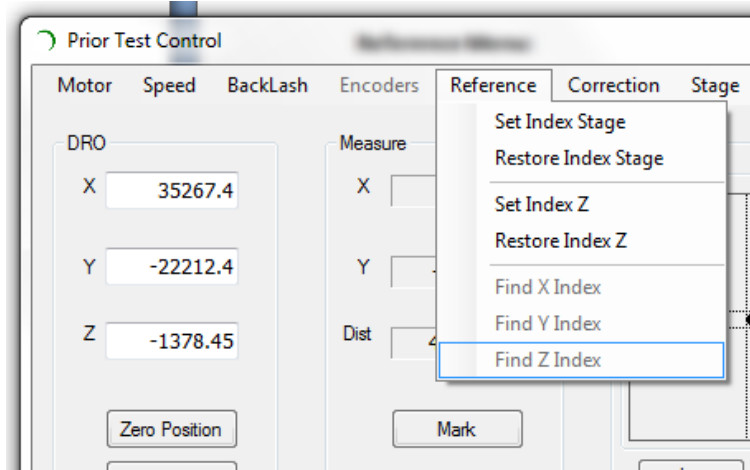 Prior Test Control
Motor Speed BackLash Encoders Reference Correction Stage
Set Index Stage
Restore Index Stage
Set Index Z
Restore Index Z
Find X Index
Find Y Index
Find Z Index
DRO
X 35267.4
Y -22212.4
Z -1378.45
Zero Position
Measure
X
Y
Dist 4
Mark